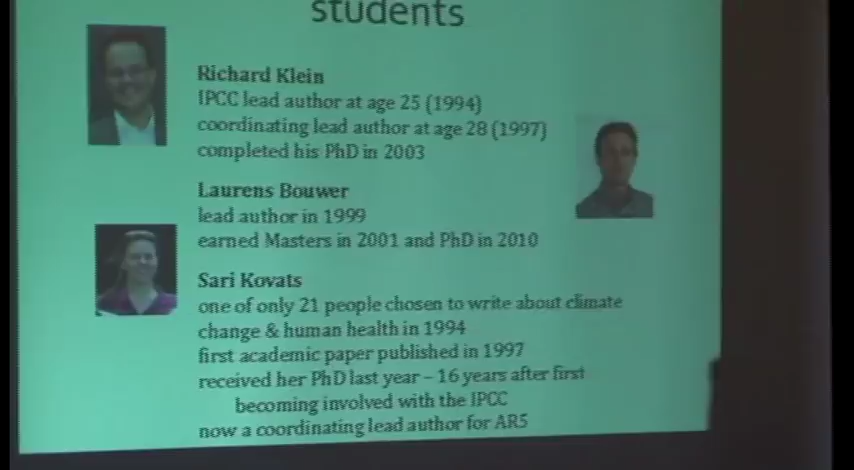 students
Richard Klein
IPCC lead author at age 25 (1994)
coordinating lead author at age 28 (1997)
completed his PhD in 2003
Laurens Bouwer
lead author in 1999
earned Masters in 2001 and PhD in 2010
Sari Kovats
one of only 21 people chosen to write about climate
change & human health in 1994
first academic paper published in 1997
received her PhD last year – 16 years after first
becoming involved with the IPCC
now a coordinating lead author for AR5